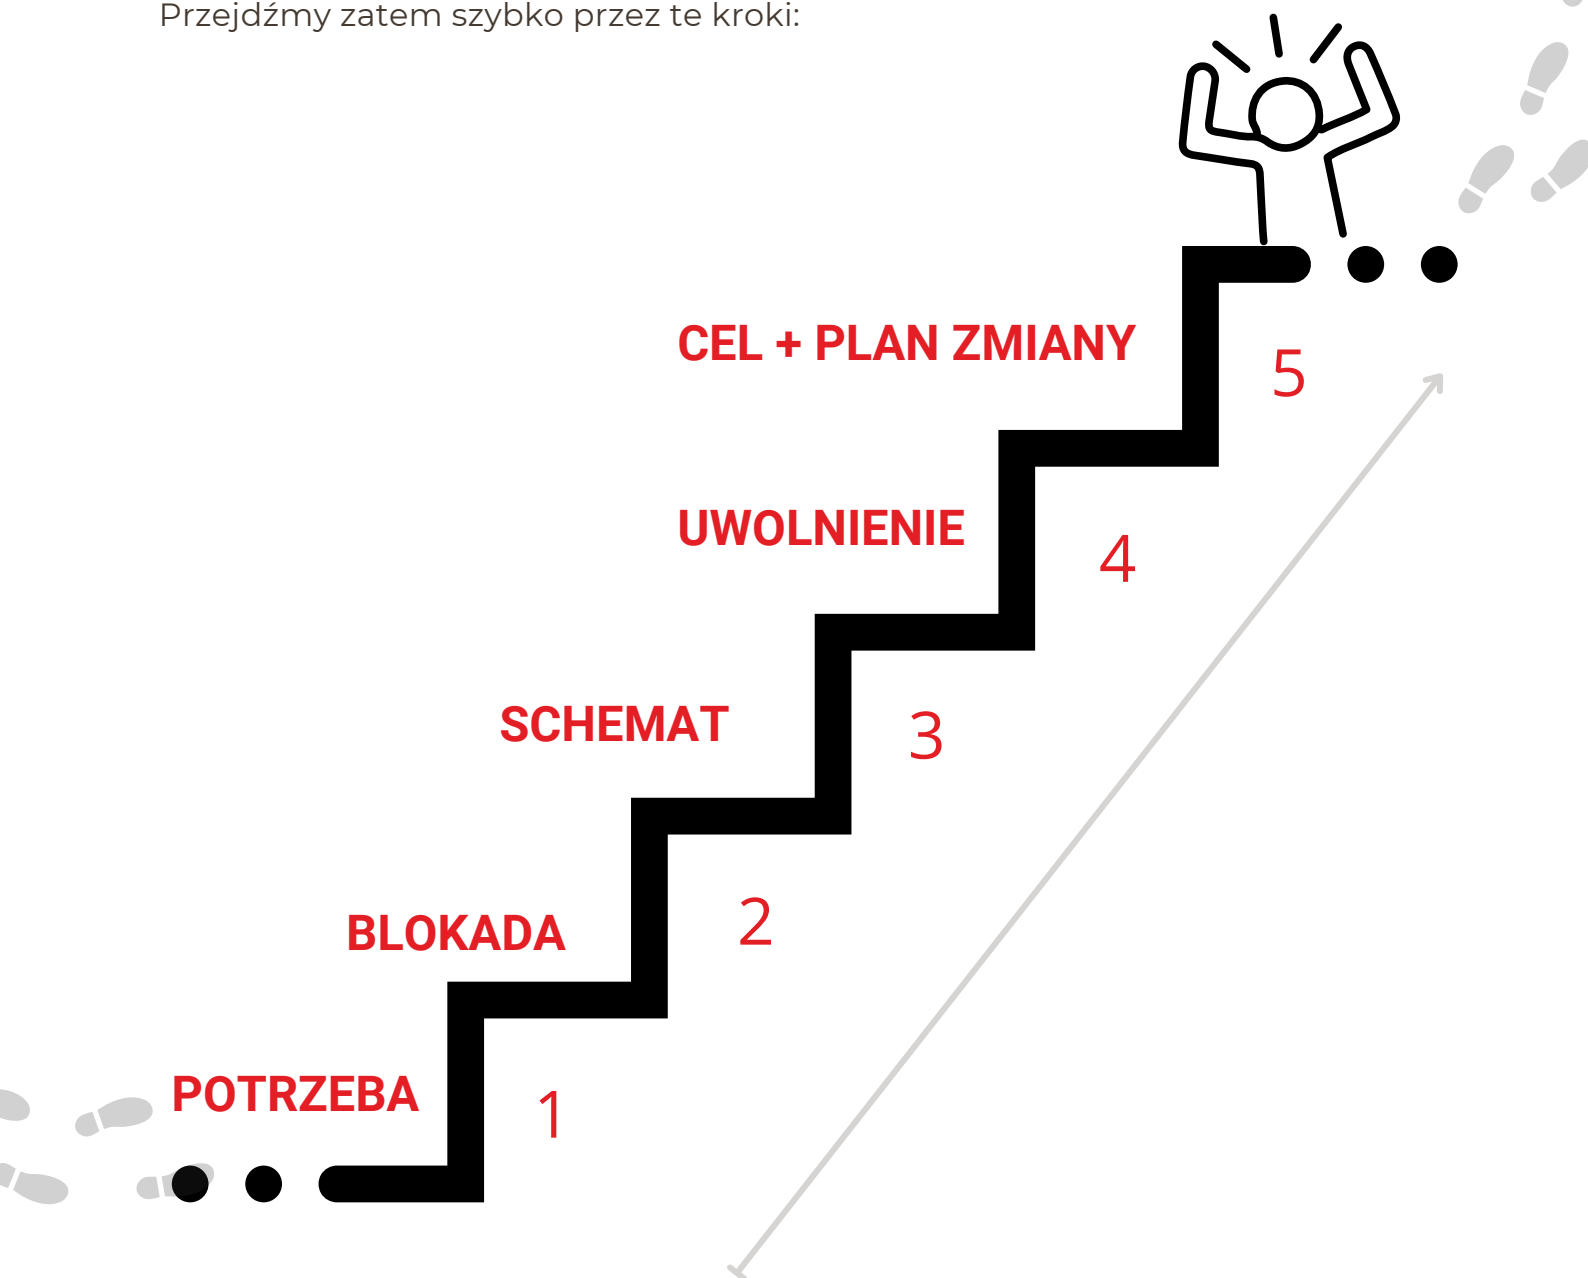 Przejdźmy zatem szybko przez te kroki:
CEL + PLAN ZMIANY
5
UWOLNIENIE
4
SCHEMAT
3
BLOKADA
2
POTRZEBA
1